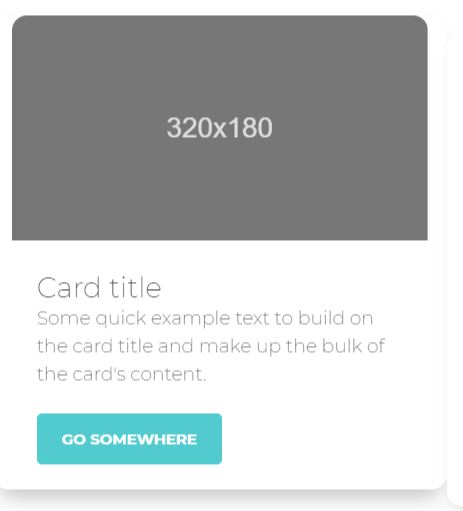 320x180
Card title
Some quick example text to build on
the card title and make up the bulk of
the card's content.
GO SOMEWHERE